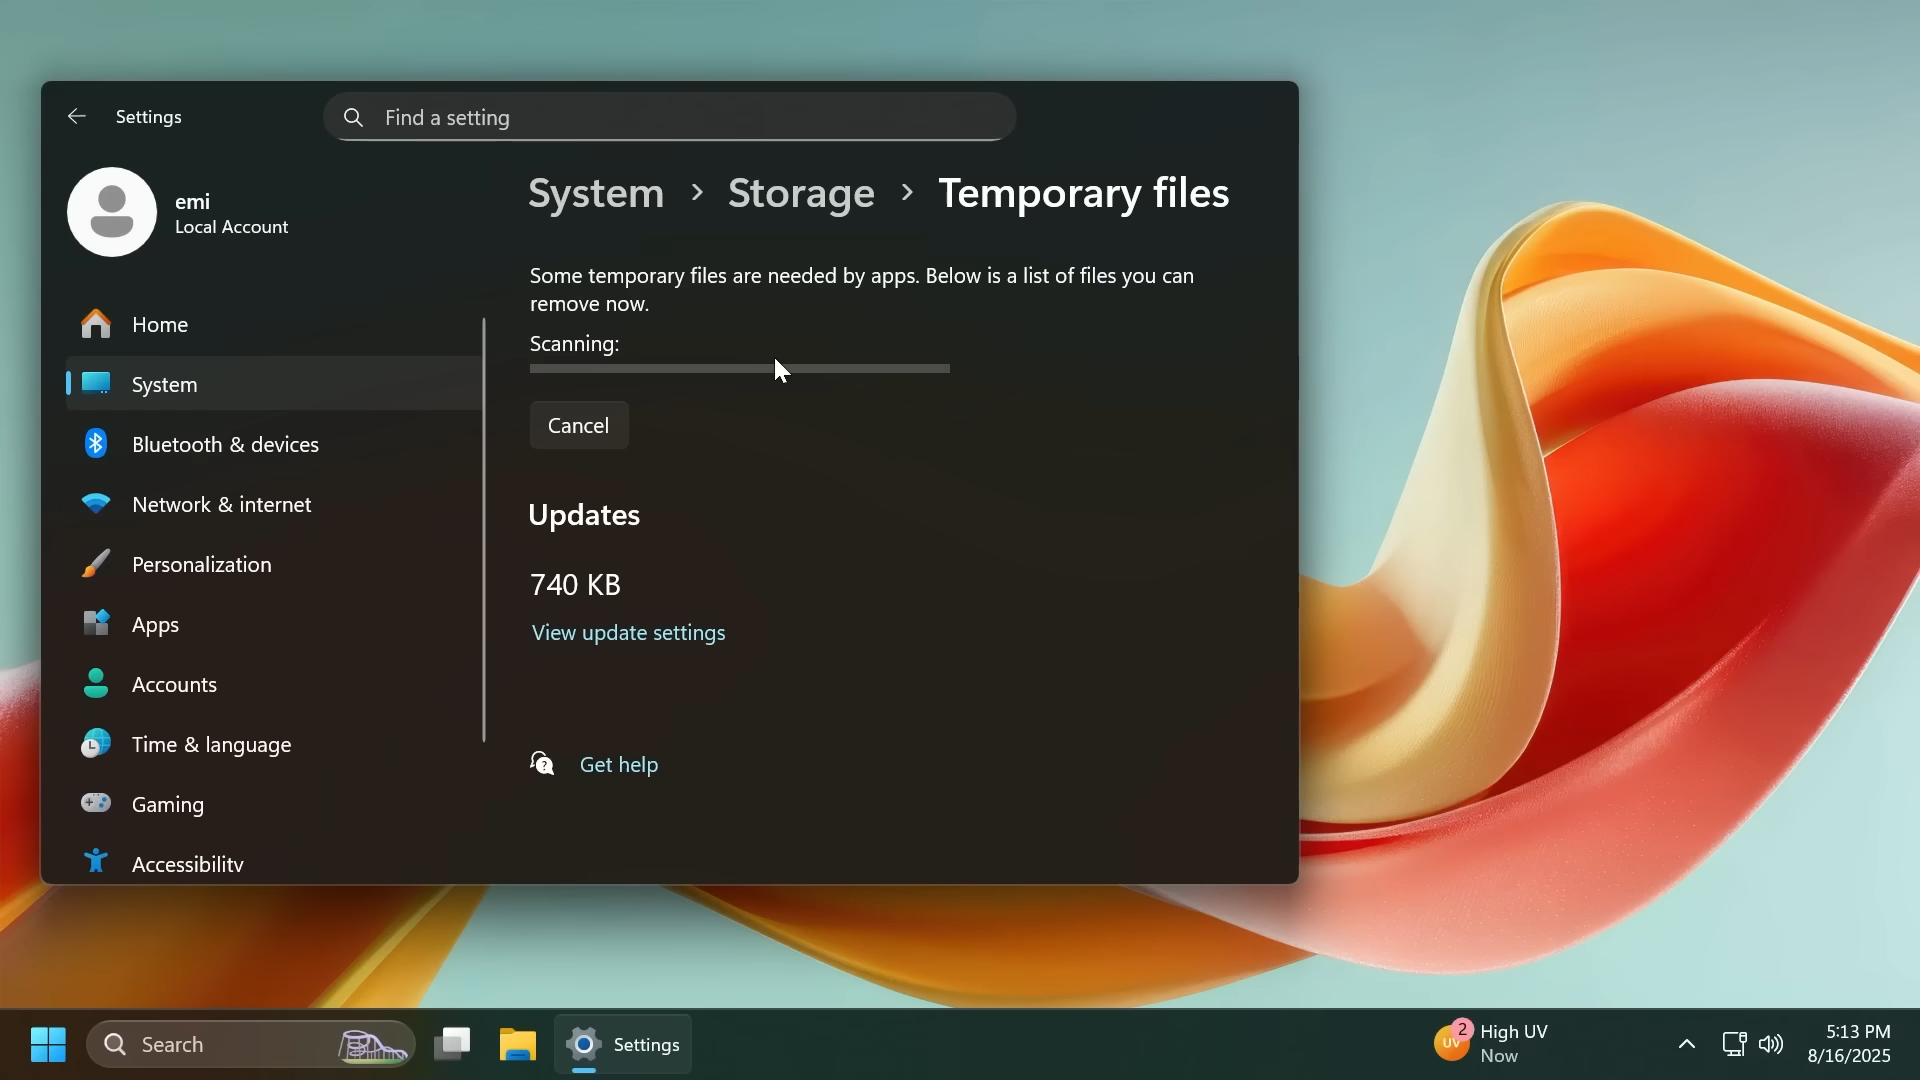 Settings
Find a setting
emi
Local Account
Home
System
Bluetooth & devices
Network & internet
Personalization
Apps
Accounts
Time & language
Gaming
Accessibility
System › Storage › Temporary files
Some temporary files are needed by apps. Below is a list of files you can
remove now.
Scanning:
Cancel
Updates
740 KB
View update settings
Get help
Search
Settings
UV
2
High UV
Now
5:13 PM
8/16/2025